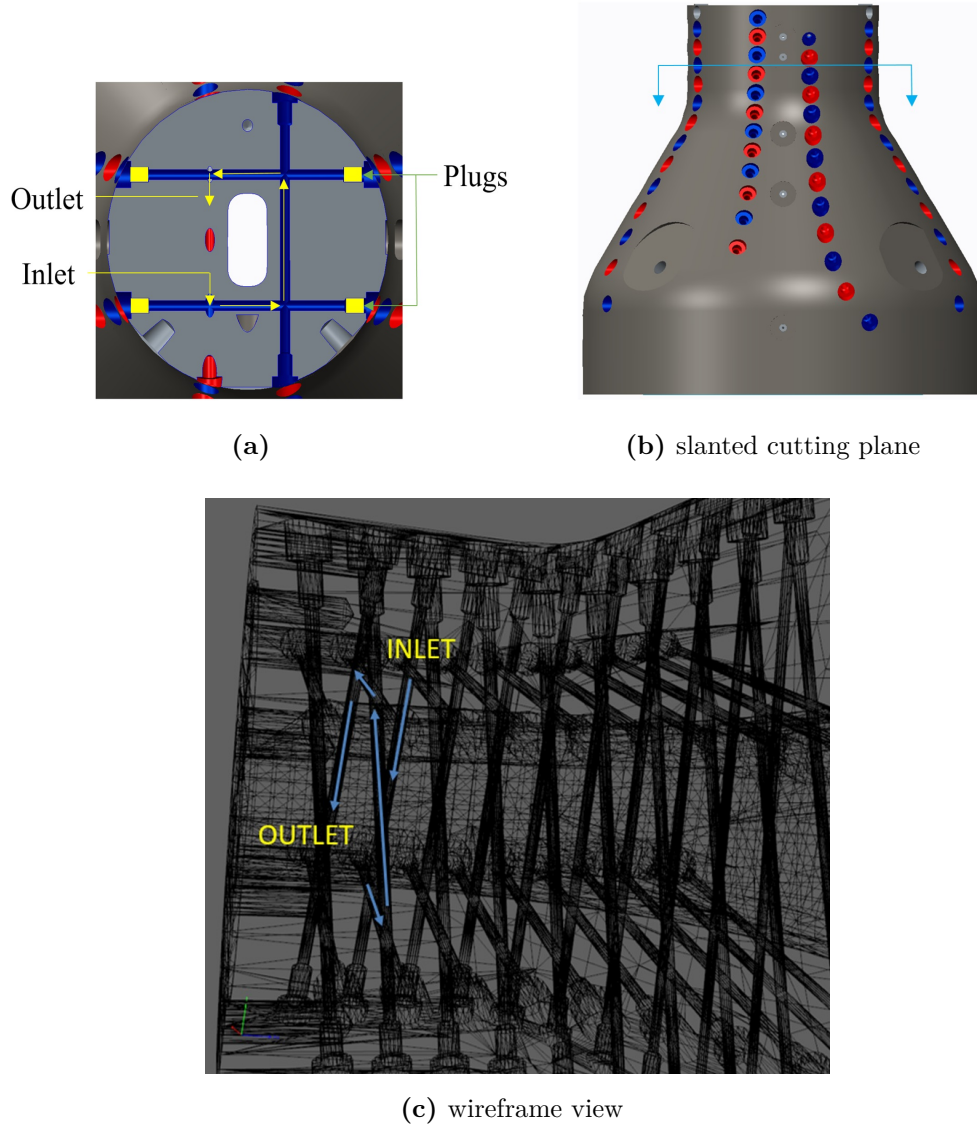 Outlet
Plugs
Inlet
(a)
(b) slanted cutting plane
INLET
OUTLET
(c) wireframe view